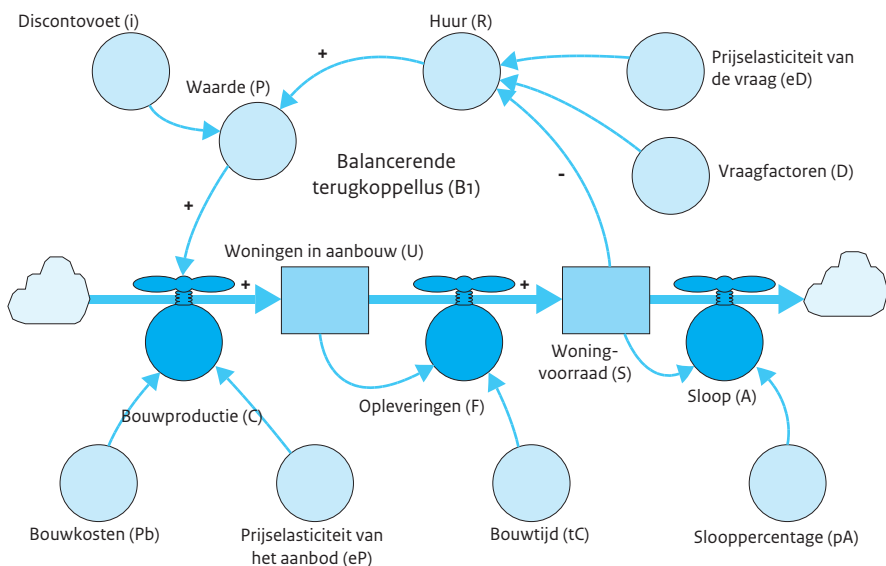 Discontovoet (i)
Huur (R)
+
Prijselasticiteit van
de vraag (eD)
Waarde (P)
Balancerende
terugkoppellus (B1)
-
Vraagfactoren (D)
+
Woningen in aanbouw (U)
+
+
Woning-
voorraad (S)
Sloop (A)
Opleveringen (F)
Bouwproductie (C)
Bouwkosten (Pb)
Prijselasticiteit van
het aanbod (eP)
Bouwtijd (tC)
Slooppercentage (pA)